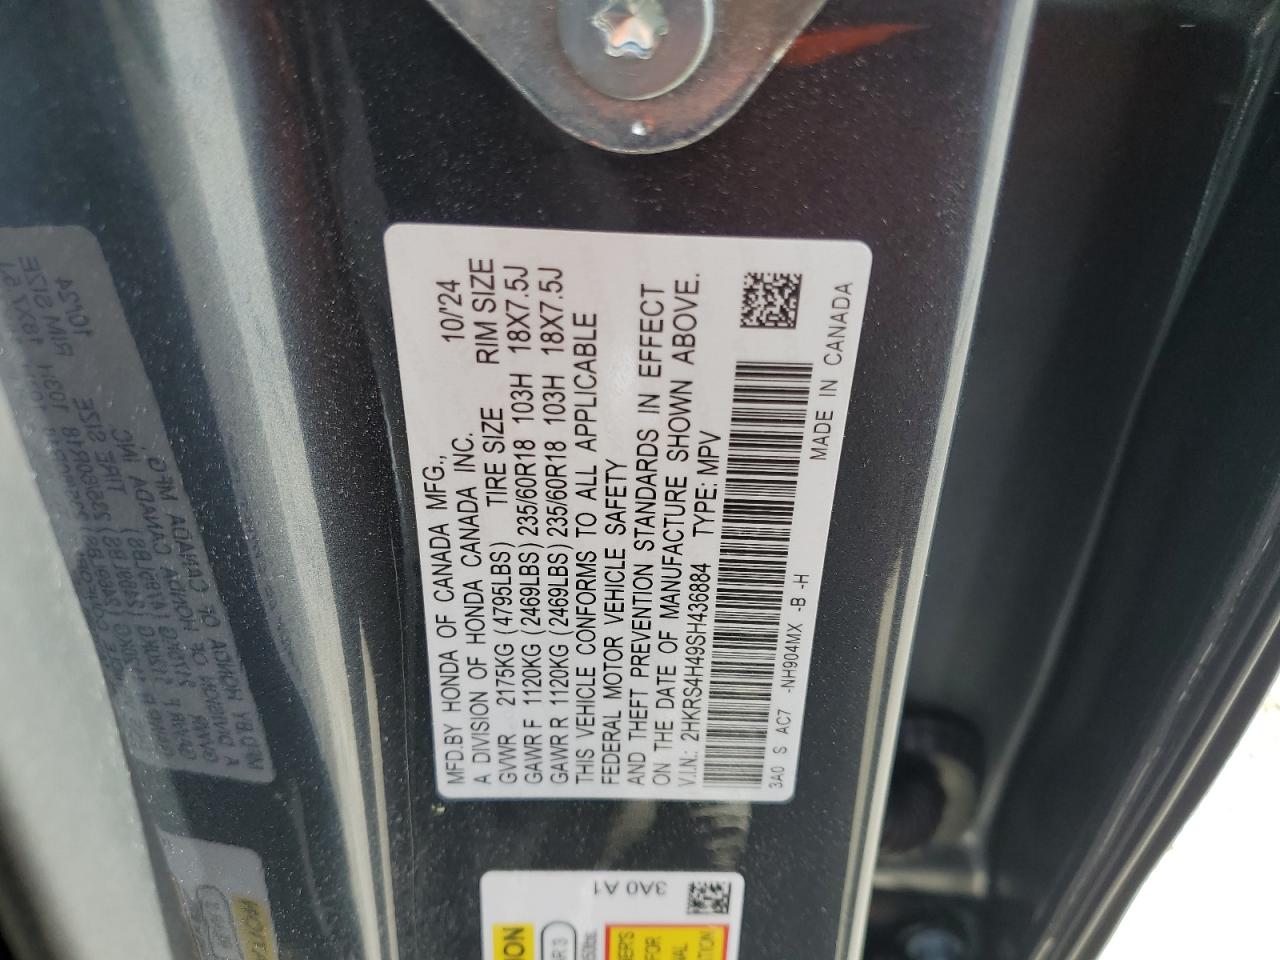 MFD.BY HONDA OF CANADA MFG., 10/'24
A DIVISION OF HONDA CANADA INC.
GVWR 2175KG (4795LBS) TIRE SIZE RIM SIZE
GAWR F 1120KG (2469LBS) 235/60R18 103H 18X7.5J
GAWR R 1120KG (2469LBS) 235/60R18 103H 18X7.5J
THIS VEHICLE CONFORMS TO ALL APPLICABLE
FEDERAL MOTOR VEHICLE SAFETY
AND THEFT PREVENTION STANDARDS IN EFFECT
ON THE DATE OF MANUFACTURE SHOWN ABOVE.
V.I.N.: 2HKRS4H49SH436884 TYPE: MPV
3A0 S AC7 -NH904MX -B -H MADE IN CANADA
3A0 A1